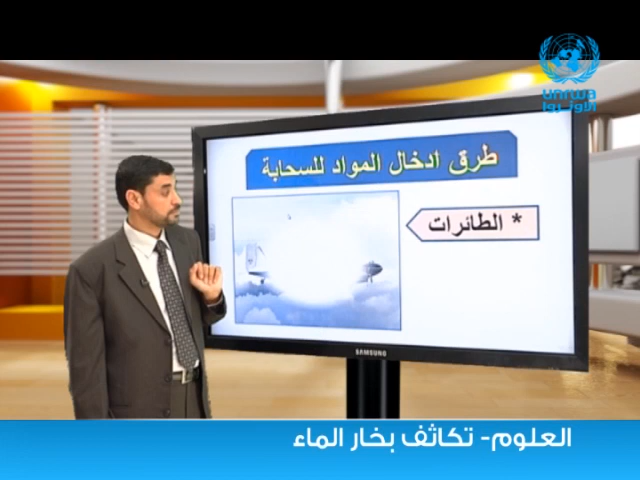 unrwa
الأونروا
طرق ادخال المواد للسحابة
* الطائرات
SAMSUNG
العلوم- تكاثف بخار الماء